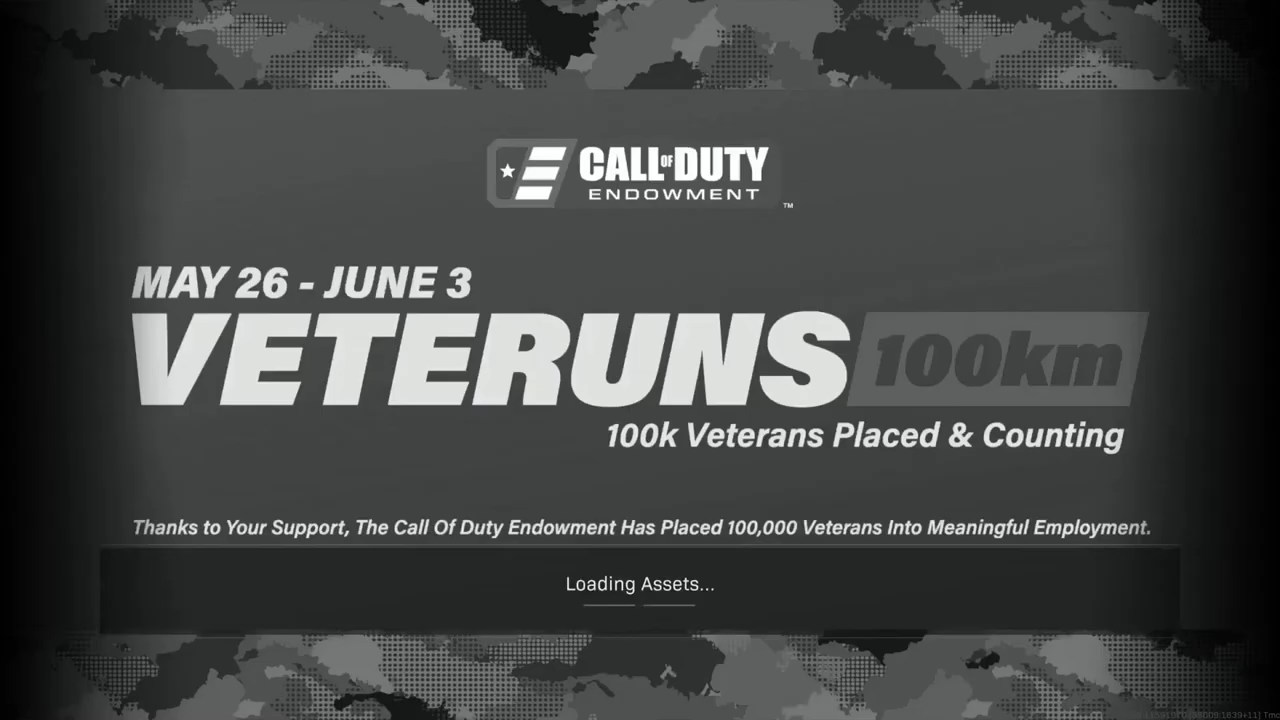 CALL OF DUTY
ENDOWMENT
™
MAY 26 - JUNE 3
VETERUNS 100km
100k Veterans Placed & Counting
Thanks to Your Support, The Call Of Duty Endowment Has Placed 100,000 Veterans Into Meaningful Employment.
Loading Assets...